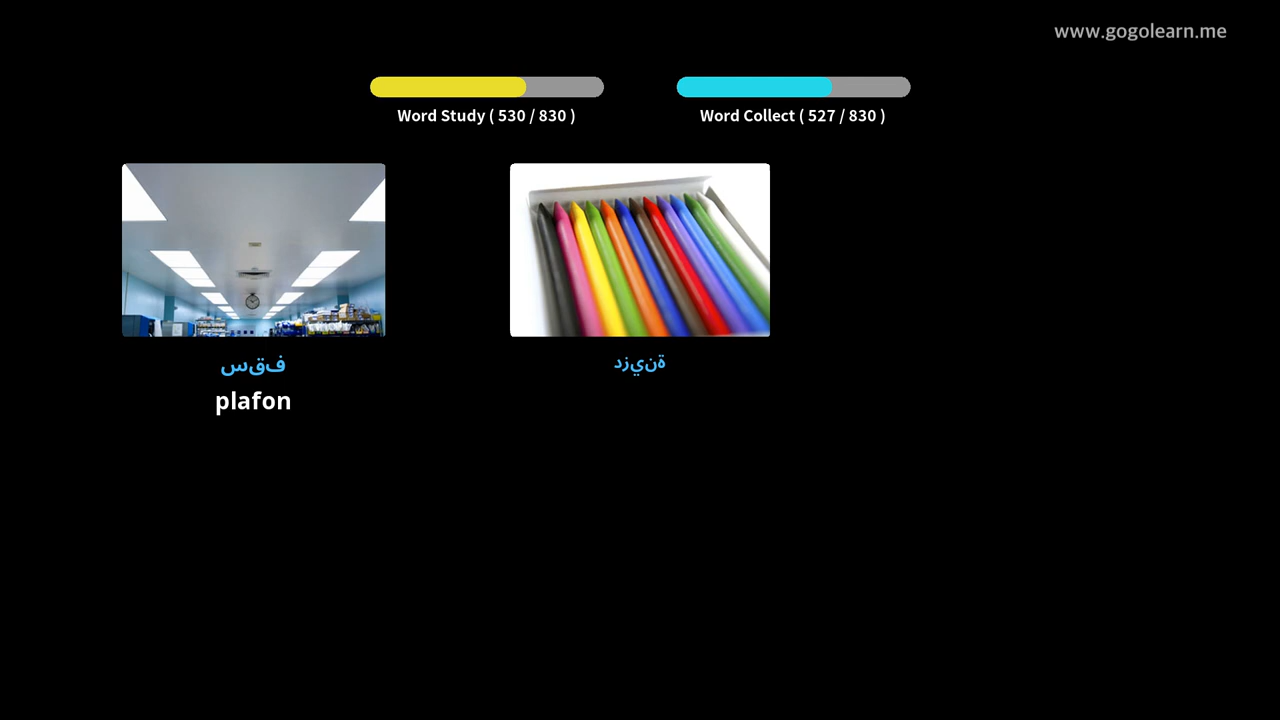 www.gogolearn.me
Word Study ( 530 / 830 )
Word Collect ( 527 / 830 )
فقس
ةنيزد
plafon